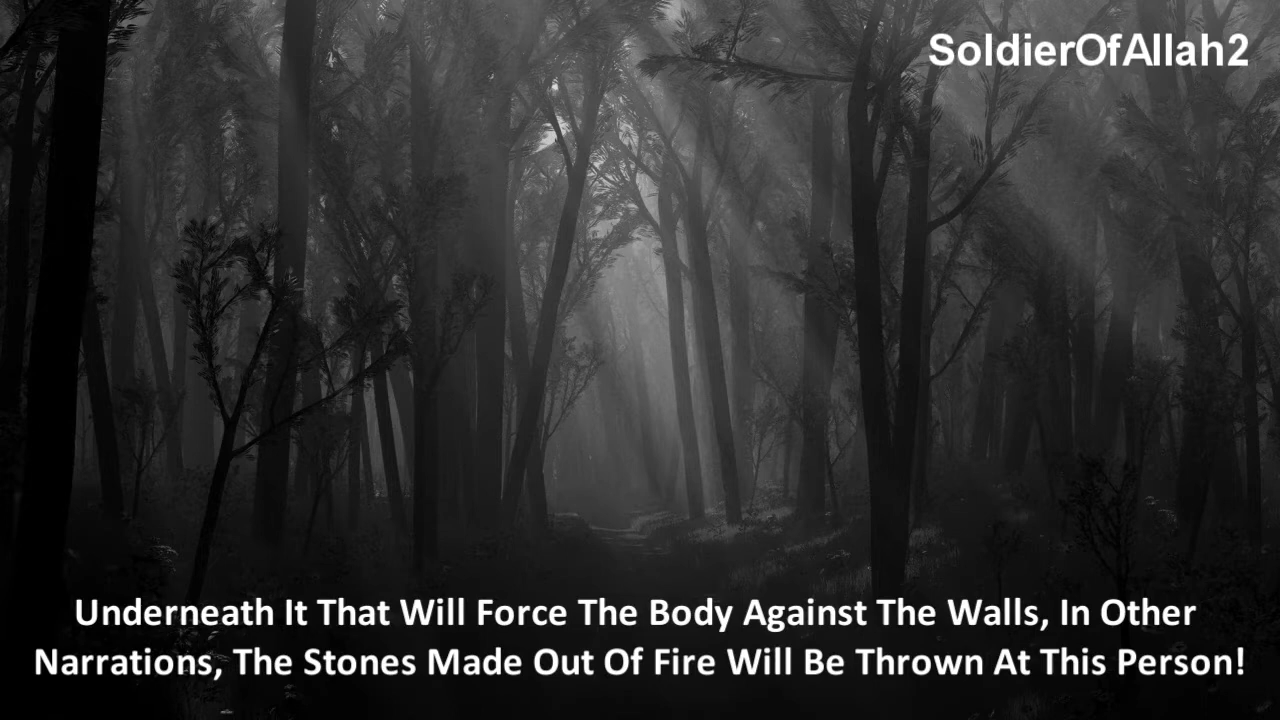 SoldierOfAllah2
Underneath It That Will Force The Body Against The Walls, In Other
Narrations, The Stones Made Out Of Fire Will Be Thrown At This Person!